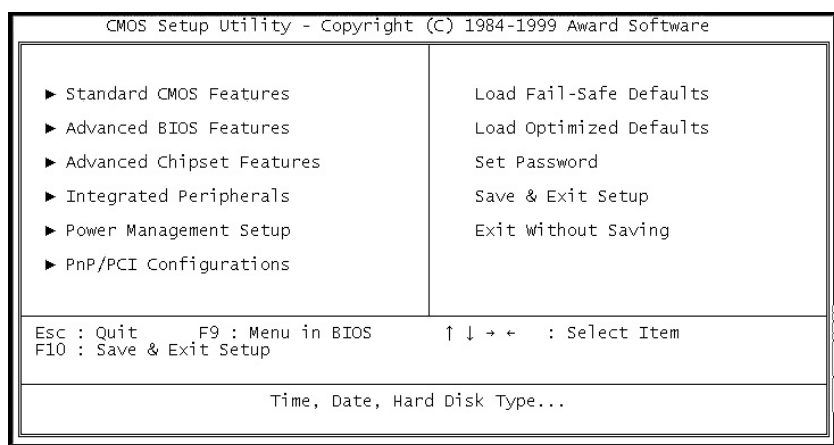 CMOS Setup Utility - Copyright (C) 1984-1999 Award Software
► Standard CMOS Features
► Advanced BIOS Features
► Advanced Chipset Features
► Integrated Peripherals
► Power Management Setup
► PnP/PCI Configurations
Load Fail-Safe Defaults
Load Optimized Defaults
Set Password
Save & Exit Setup
Exit Without Saving
Esc : Quit F9 : Menu in BIOS ↑ ↓ → ← : Select Item
F10 : Save & Exit Setup
Time, Date, Hard Disk Type...